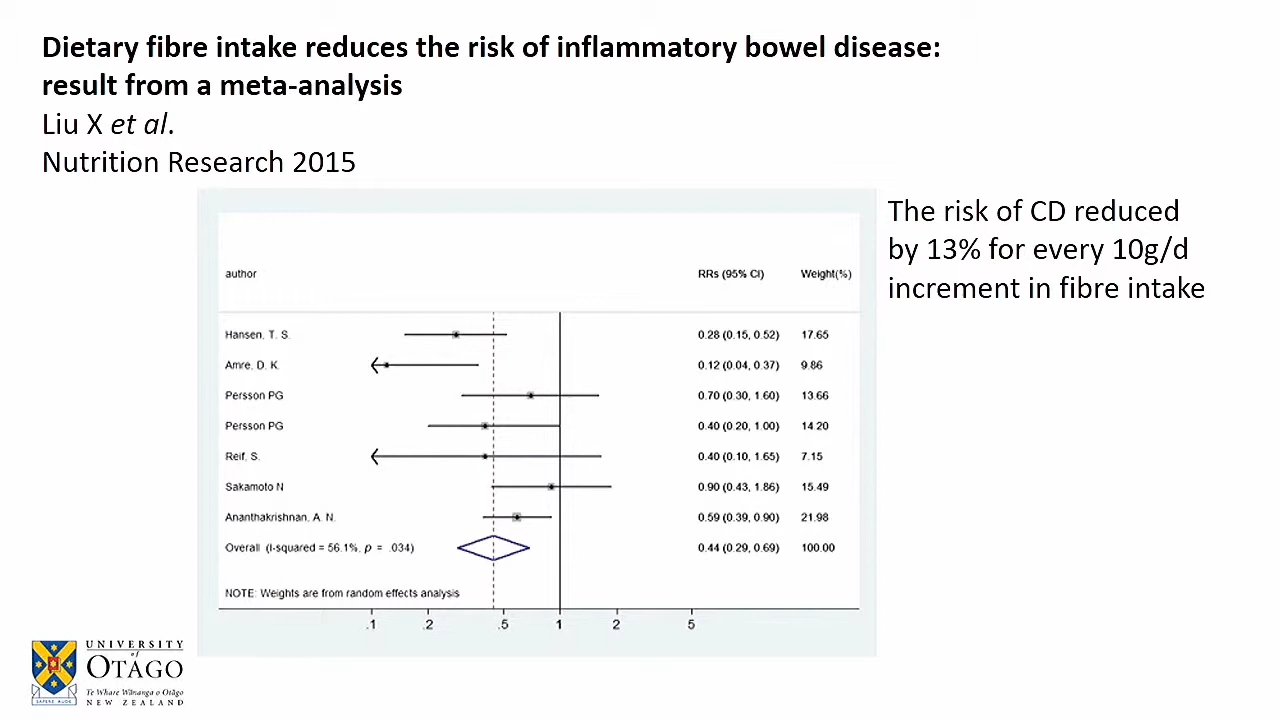 Dietary fibre intake reduces the risk of inflammatory bowel disease:
result from a meta-analysis
Liu X et al.
Nutrition Research 2015
The risk of CD reduced
by 13% for every 10g/d
increment in fibre intake
author RRs (95% CI) Weight(%)
Hansen, T. S. 0.28 (0.15, 0.52) 17.65
Amre, D. K. 0.12 (0.04, 0.37) 9.86
Persson PG 0.70 (0.30, 1.60) 13.66
Persson PG 0.40 (0.20, 1.00) 14.20
Reif, S. 0.40 (0.10, 1.65) 7.15
Sakamoto N 0.90 (0.43, 1.86) 15.49
Ananthakrishnan, A. N. 0.59 (0.39, 0.90) 21.98
Overall (I-squared = 56.1%, p = .034) 0.44 (0.29, 0.69) 100.00
NOTE: Weights are from random effects analysis
.1 .2 .5 1 2 5
UNIVERSITY
of
OTAGO
Te Whare Wānanga o Otāgo
NEW ZEALAND
SAPERE AUDE